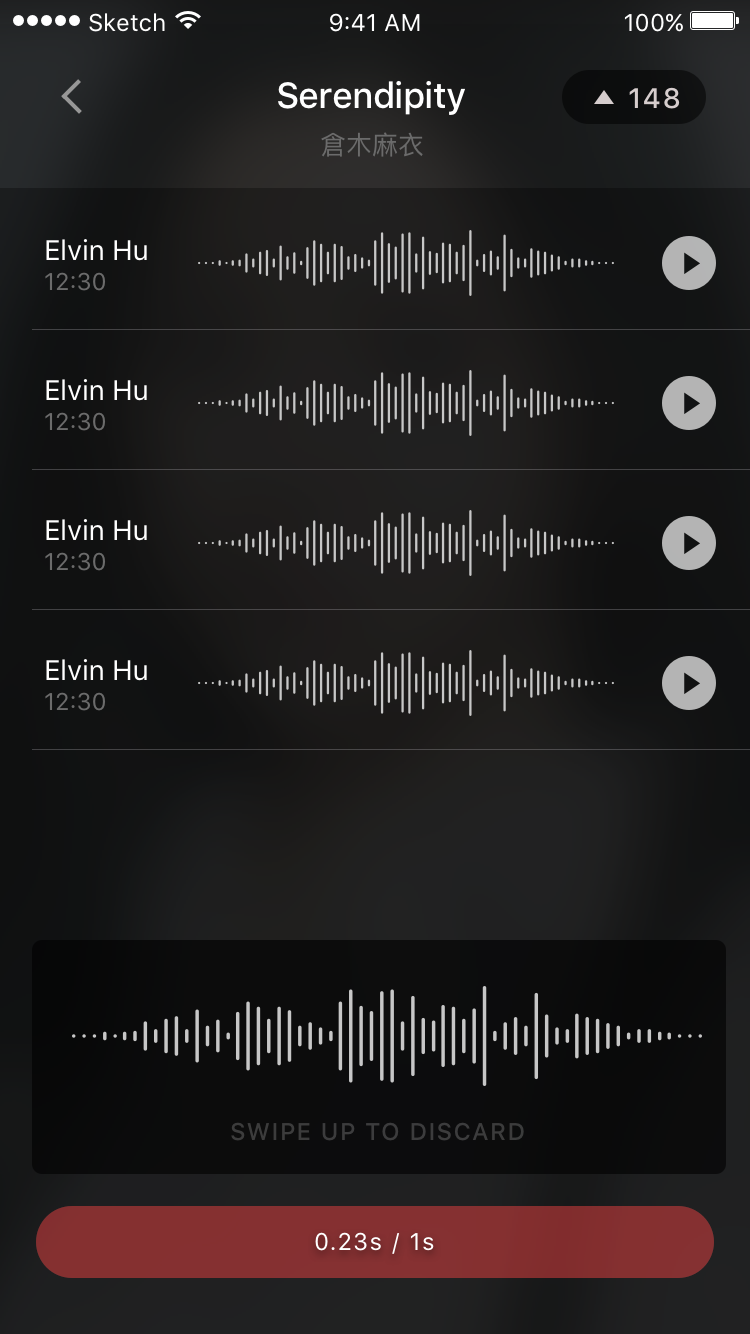 Sketch 9:41 AM 100%
Serendipity
148
倉木麻衣
Elvin Hu
12:30
Elvin Hu
12:30
Elvin Hu
12:30
Elvin Hu
12:30
SWIPE UP TO DISCARD
0.23s / 1s